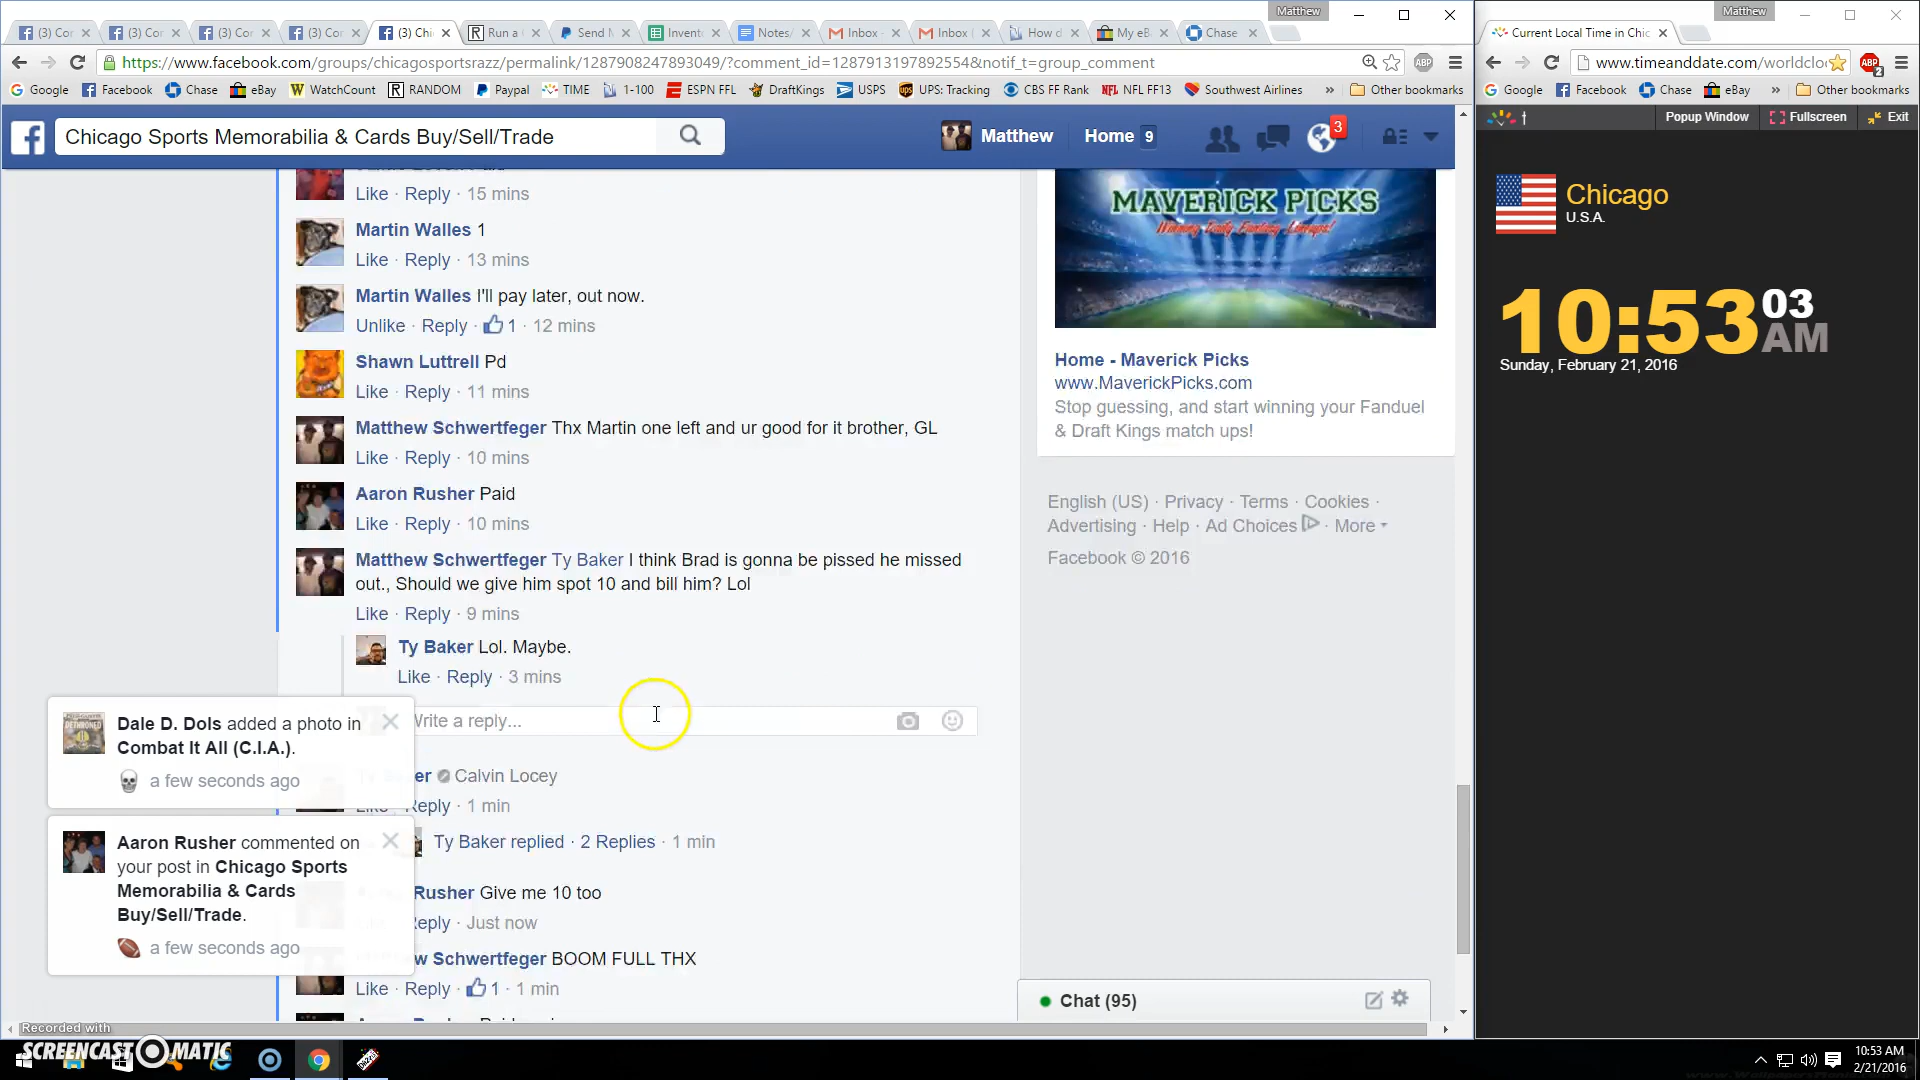 Matthew
Matthew
(3) Cor
(3) Cor
(3) Cor
(3) Cor
(3) Chi
Run a
Send M
Invent
Notes/
Inbox -
Inbox
How d
My eB
Chase
Current Local Time in Chic
https://www.facebook.com/groups/chicagosportsrazz/permalink/1287908247893049/?comment_id=1287913197892554&notif_t=group_comment
www.timeanddate.com/worldclo
Google
Facebook
Chase
eBay
WatchCount
RANDOM
Paypal
TIME
1-100
ESPN FFL
DraftKings
USPS
UPS: Tracking
CBS FF Rank
NFL FF13
Southwest Airlines
»
Other bookmarks
Google
Facebook
Chase
eBay
»
Other bookmarks
Chicago Sports Memorabilia & Cards Buy/Sell/Trade
Matthew
Home 9
3
Popup Window
Fullscreen
Exit
Like · Reply · 15 mins
Martin Walles 1
Like · Reply · 13 mins
Martin Walles I'll pay later, out now.
Unlike · Reply · 1 · 12 mins
Shawn Luttrell Pd
Like · Reply · 11 mins
Matthew Schwertfeger Thx Martin one left and ur good for it brother, GL
Like · Reply · 10 mins
Aaron Rusher Paid
Like · Reply · 10 mins
Matthew Schwertfeger Ty Baker I think Brad is gonna be pissed he missed
out., Should we give him spot 10 and bill him? Lol
Like · Reply · 9 mins
Ty Baker Lol. Maybe.
Like · Reply · 3 mins
Write a reply...
Calvin Locey
Reply · 1 min
Ty Baker replied · 2 Replies · 1 min
Rusher Give me 10 too
Reply · Just now
Schwertfeger BOOM FULL THX
Like · Reply · 1 · 1 min
Dale D. Dols added a photo in
Combat It All (C.I.A.).
a few seconds ago
Aaron Rusher commented on
your post in Chicago Sports
Memorabilia & Cards
Buy/Sell/Trade.
a few seconds ago
MAVERICK PICKS
Winning Daily Fantasy Lineups!
Home - Maverick Picks
www.MaverickPicks.com
Stop guessing, and start winning your Fanduel
& Draft Kings match ups!
English (US) · Privacy · Terms · Cookies ·
Advertising · Help · Ad Choices · More
Facebook © 2016
Chat (95)
Chicago
U.S.A.
10:53 03
AM
Sunday, February 21, 2016
Recorded with
SCREENCAST MATIC
10:53 AM
2/21/2016